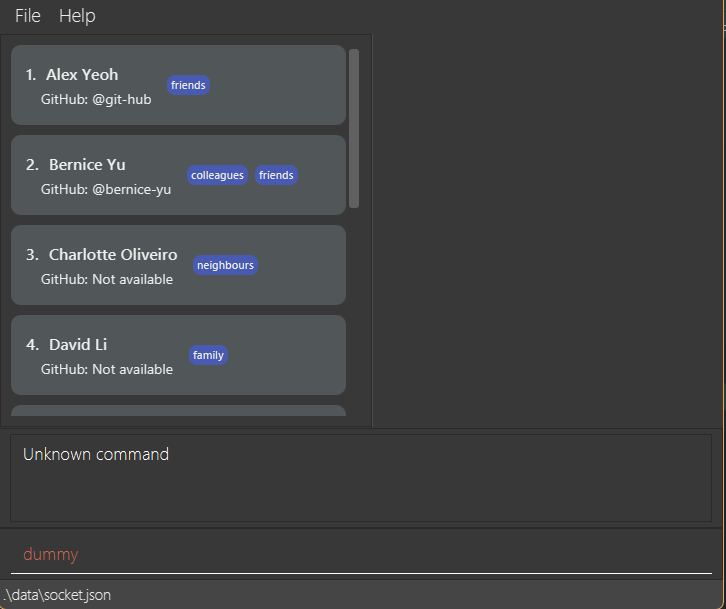 File Help
1. Alex Yeoh
friends
GitHub: @git-hub
2. Bernice Yu
colleagues friends
GitHub: @bernice-yu
3. Charlotte Oliveiro
neighbours
GitHub: Not available
4. David Li
family
GitHub: Not available
Unknown command
dummy
.\data\socket.json